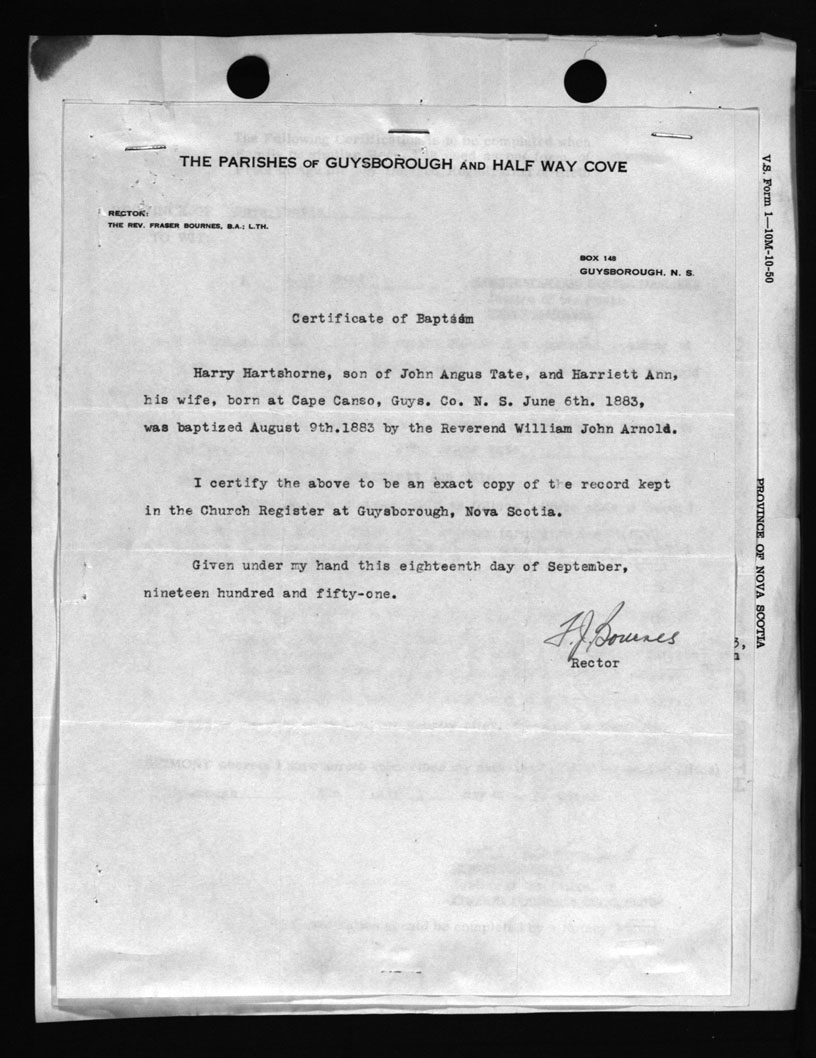 THE PARISHES OF GUYSBOROUGH AND HALF WAY COVE
RECTOR:
THE REV. FRASER BOURNES, B.A.; L.TH.
BOX 148
GUYSBOROUGH, N. S.
Certificate of Baptism
Harry Hartshorne, son of John Angus Tate, and Harriett Ann,
his wife, born at Cape Canso, Guys. Co. N. S. June 6th. 1883,
was baptized August 9th.1883 by the Reverend William John Arnold.
I certify the above to be an exact copy of the record kept
in the Church Register at Guysborough, Nova Scotia.
Given under my hand this eighteenth day of September,
nineteen hundred and fifty-one.
F.J. Bournes
Rector
V.S. Form 1—10M-10-50
PROVINCE OF NOVA SCOTIA